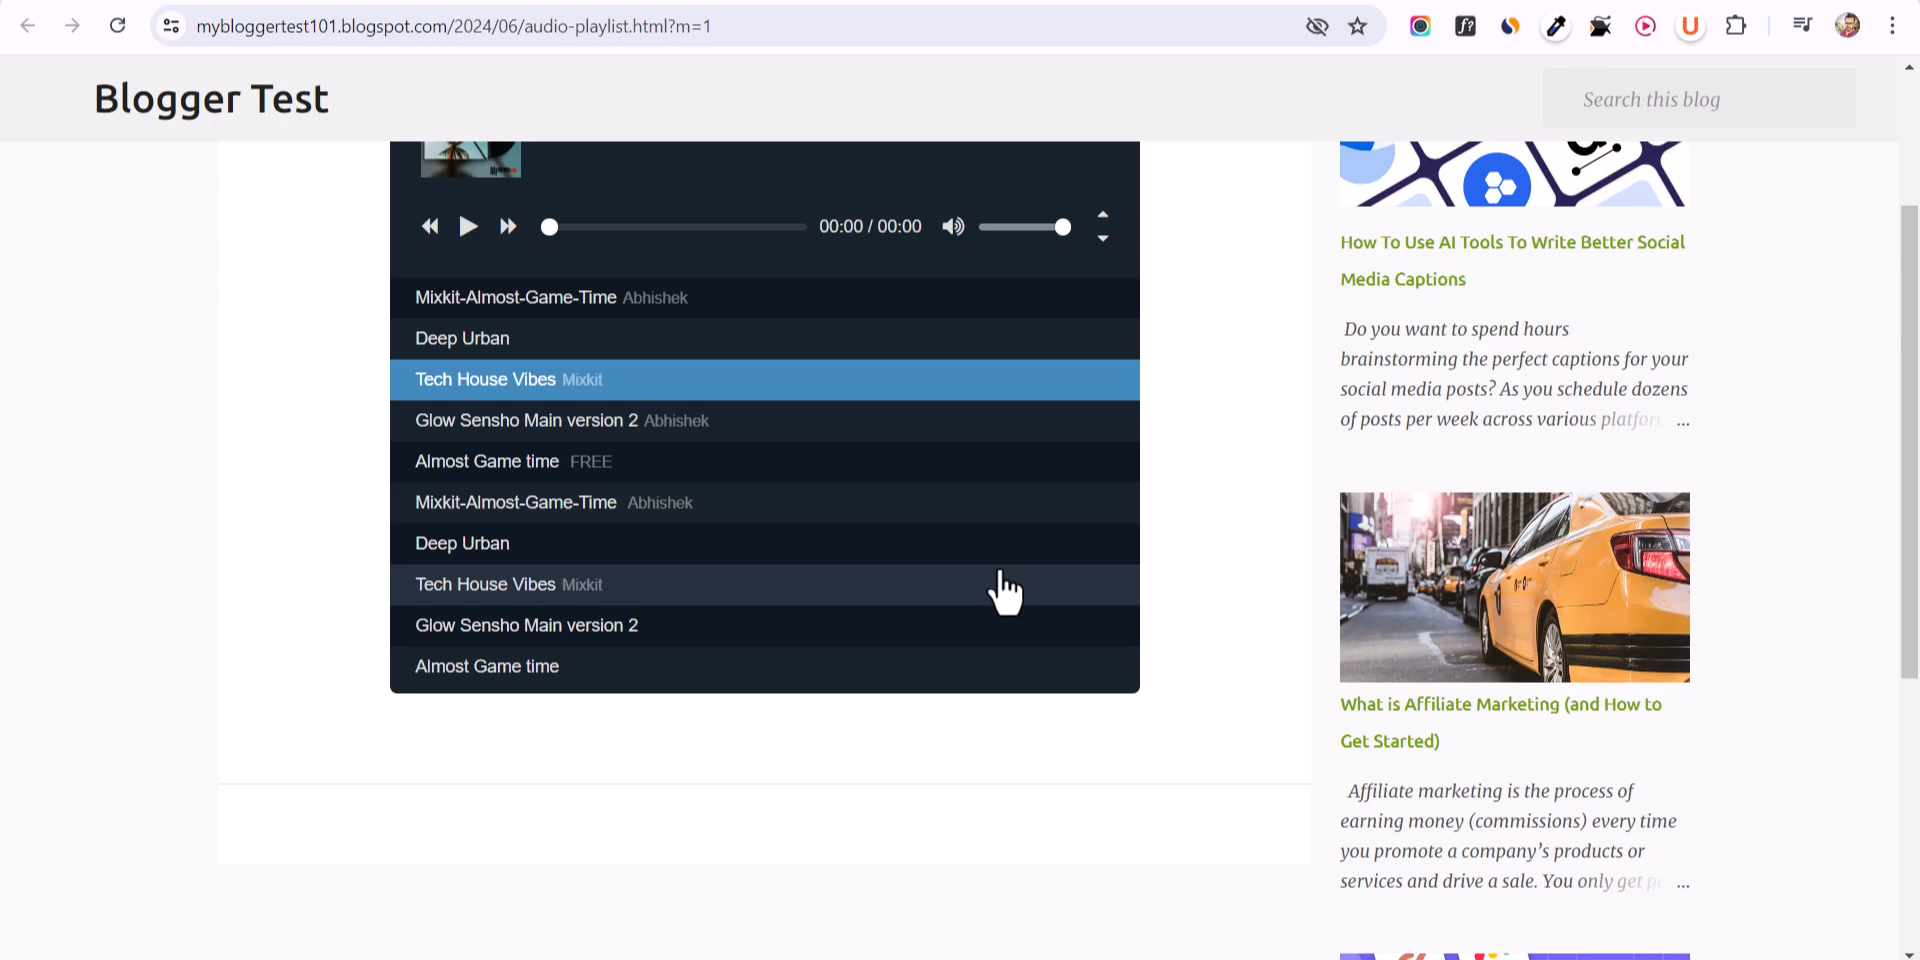 mybloggertest101.blogspot.com/2024/06/audio-playlist.html?m=1
Blogger Test
Search this blog
00:00 / 00:00
Mixkit-Almost-Game-Time Abhishek
Deep Urban
Tech House Vibes Mixkit
Glow Sensho Main version 2 Abhishek
Almost Game time FREE
Mixkit-Almost-Game-Time Abhishek
Deep Urban
Tech House Vibes Mixkit
Glow Sensho Main version 2
Almost Game time
How To Use AI Tools To Write Better Social
Media Captions
Do you want to spend hours
brainstorming the perfect captions for your
social media posts? As you schedule dozens
of posts per week across various platfor ...
What is Affiliate Marketing (and How to
Get Started)
Affiliate marketing is the process of
earning money (commissions) every time
you promote a company's products or
services and drive a sale. You only get ...